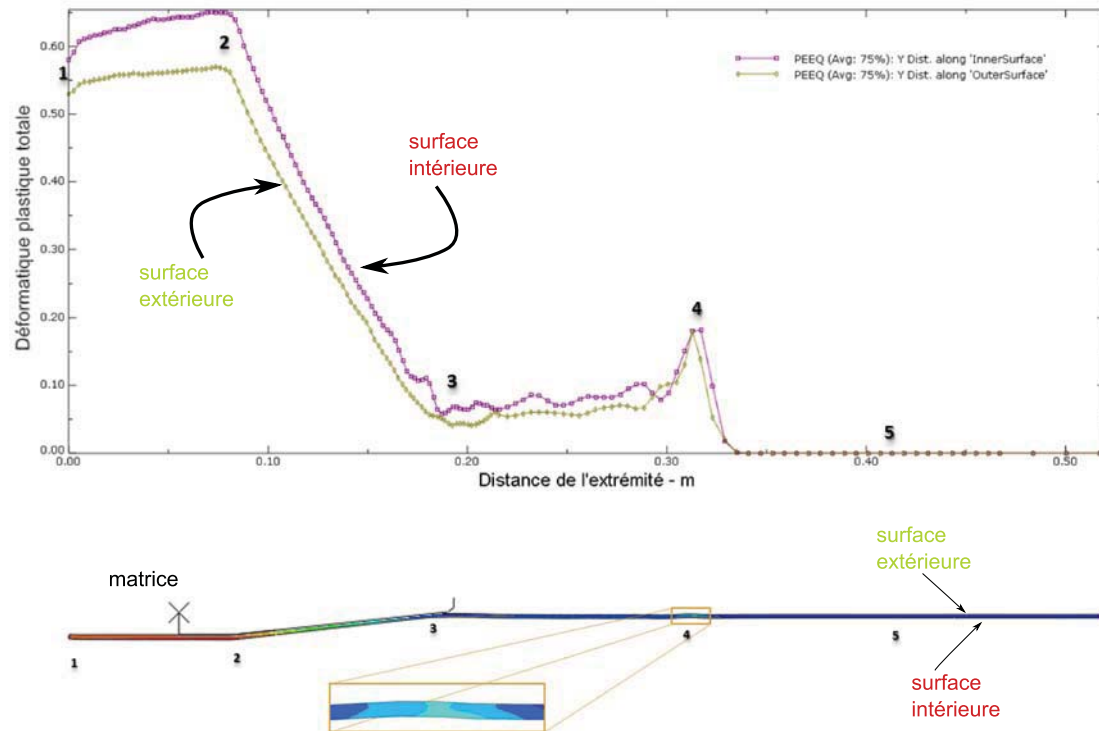 0.60
0.50
0.40
0.30
0.20
0.10
0.00
Déformatique plastique totale
1
2
3
4
5
PEEQ (Avg: 75%): Y Dist. along 'InnerSurface'
PEEQ (Avg: 75%): Y Dist. along 'OuterSurface'
surface
intérieure
surface
extérieure
0.00
0.10
0.20
0.30
0.40
0.50
Distance de l'extrémité - m
matrice
surface
extérieure
1
2
3
4
5
surface
intérieure